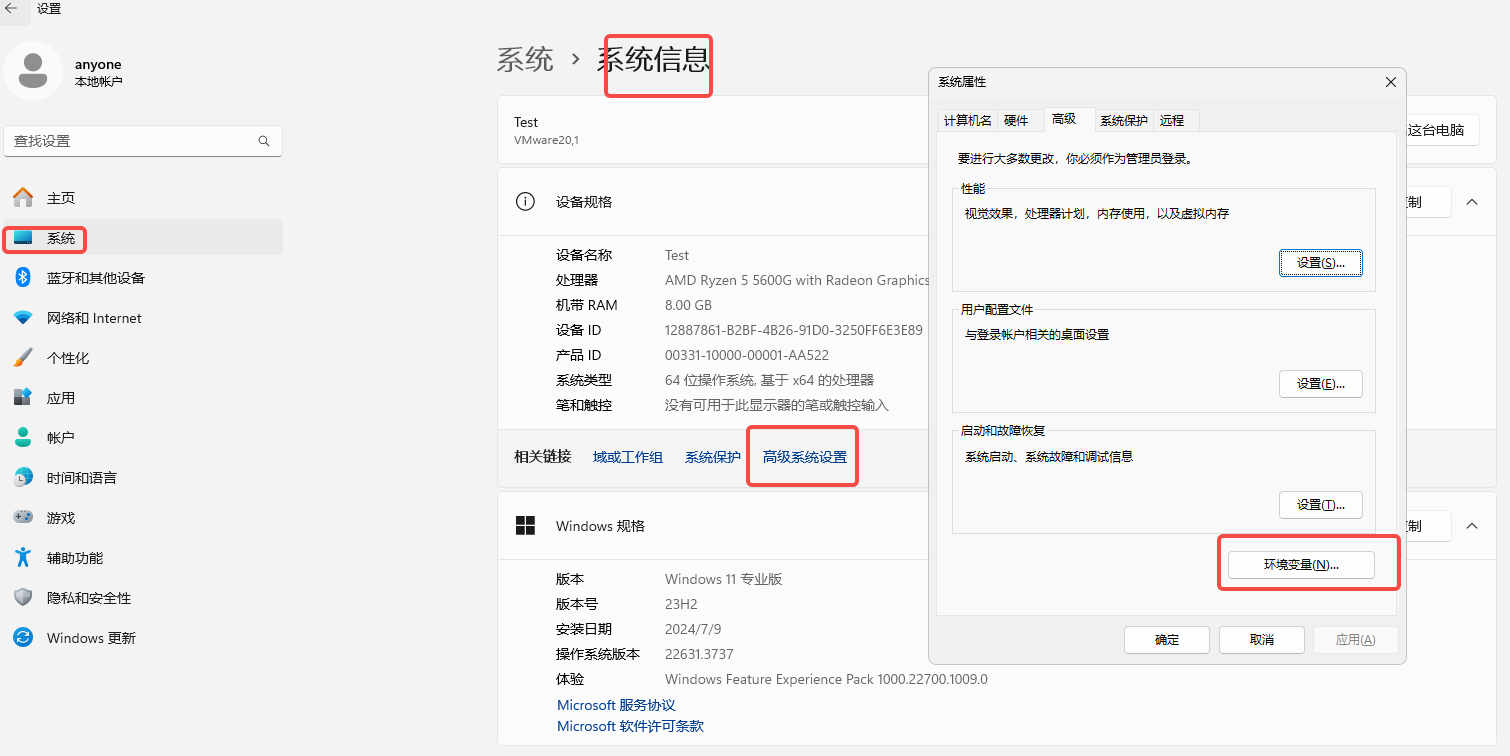 设置
anyone
本地帐户
查找设置
主页
系统
蓝牙和其他设备
网络和 Internet
个性化
应用
帐户
时间和语言
游戏
辅助功能
隐私和安全性
Windows 更新
系统 › 系统信息
Test
VMware20,1
这台电脑
设备规格
制
设备名称 Test
处理器 AMD Ryzen 5 5600G with Radeon Graphics
机带 RAM 8.00 GB
设备 ID 12887861-B2BF-4B26-91D0-3250FF6E3E89
产品 ID 00331-10000-00001-AA522
系统类型 64 位操作系统, 基于 x64 的处理器
笔和触控 没有可用于此显示器的笔或触控输入
相关链接 域或工作组 系统保护 高级系统设置
Windows 规格
制
版本 Windows 11 专业版
版本号 23H2
安装日期 2024/7/9
操作系统版本 22631.3737
体验 Windows Feature Experience Pack 1000.22700.1009.0
Microsoft 服务协议
Microsoft 软件许可条款
系统属性
计算机名 硬件 高级 系统保护 远程
要进行大多数更改，你必须作为管理员登录。
性能
视觉效果，处理器计划，内存使用，以及虚拟内存
设置(S)...
用户配置文件
与登录帐户相关的桌面设置
设置(E)...
启动和故障恢复
系统启动、系统故障和调试信息
设置(T)...
环境变量(N)...
确定 取消 应用(A)